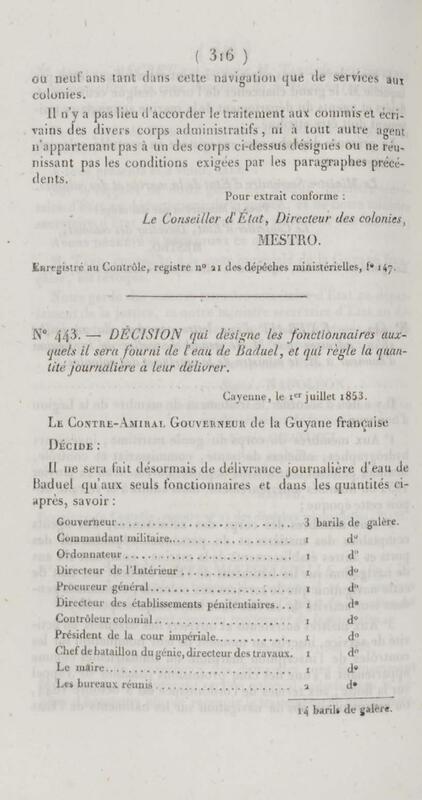 ( 316 )
ou neuf ans tant dans cette navigation que de services aux
colonies.
Il n'y a pas lieu d'accorder le traitement aux commis et écri-
vains des divers corps administratifs, ni à tout autre agent
n'appartenant pas à un des corps ci-dessus désignés ou ne réu-
nissant pas les conditions exigées par les paragraphes précé-
dents.
Pour extrait conforme :
Le Conseiller d'État, Directeur des colonies,
MESTRO.
Enregistré au Contrôle, registre n° 21 des dépêches ministérielles, f° 147.
N° 443. — DÉCISION qui désigne les fonctionnaires aux-
quels il sera fourni de l'eau de Baduel, et qui règle la quan-
tité journalière à leur délivrer.
Cayenne, le 1er juillet 1853.
LE CONTRE-AMIRAL GOUVERNEUR de la Guyane française
DÉCIDE :
Il ne sera fait désormais de délivrance journalière d'eau de
Baduel qu'aux seuls fonctionnaires et dans les quantités ci-
après, savoir :
Gouverneur.............................. 3 barils de galère.
Commandant militaire..................... 1 d°
Ordonnateur............................. 1 d°
Directeur de l'Intérieur.................... 1 d°
Procureur général......................... 1 d°
Directeur des établissements pénitentiaires... 1 d°
Contrôleur colonial........................ 1 d°
Président de la cour impériale............. 1 d°
Chef de bataillon du génie, directeur des travaux. 1 d°
Le maire................................ 1 d°
Les bureaux réunis....................... 2 d°
14 barils de galère.